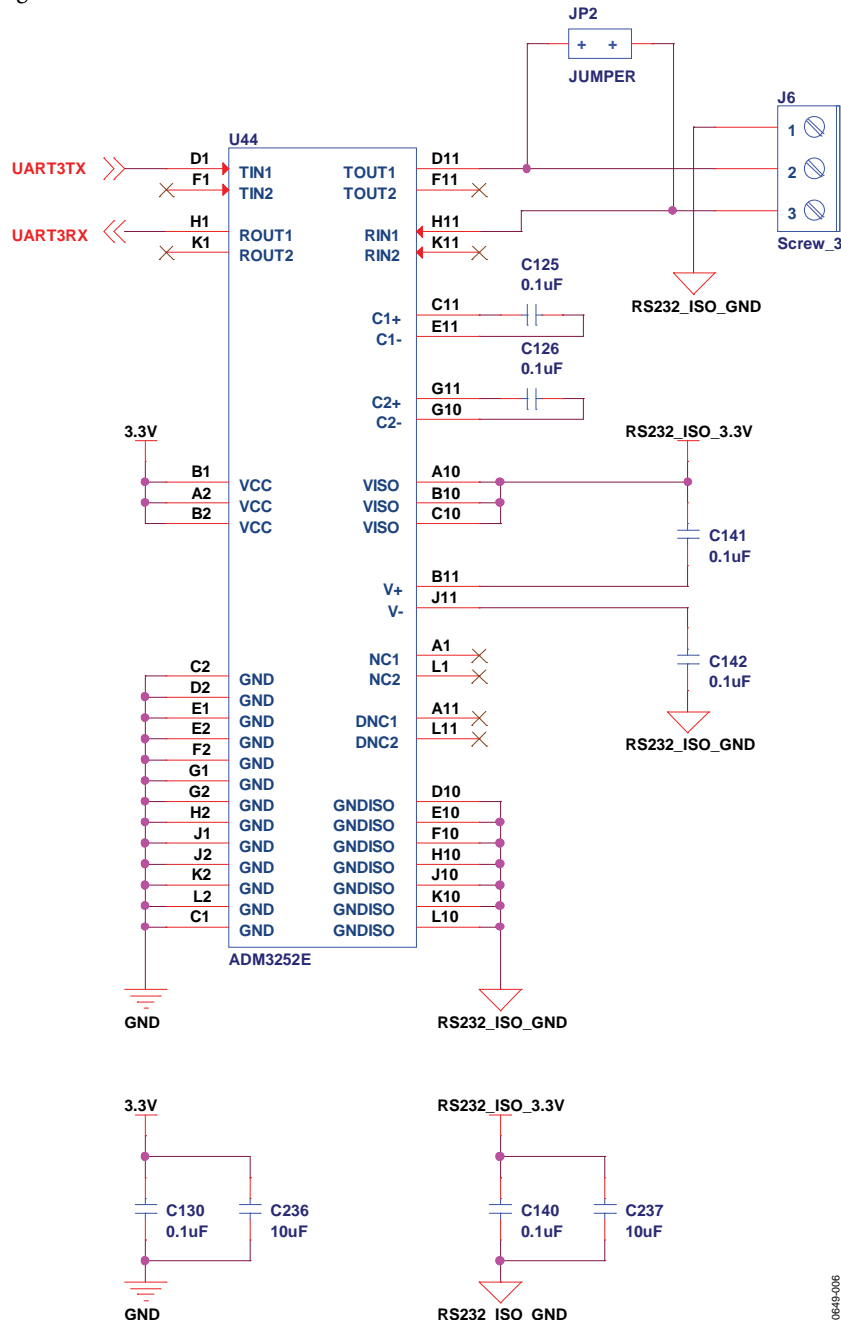 JP2
+ +
JUMPER
J6
1
2
3
Screw_3
RS232_ISO_GND
U44
UART3TX
D1 TIN1 TOUT1 D11
F1 TIN2 TOUT2 F11
UART3RX
H1 ROUT1 RIN1 H11
K1 ROUT2 RIN2 K11
C125
0.1uF
C1+ C11
C1- E11
C126
0.1uF
C2+ G11
C2- G10
3.3V
RS232_ISO_3.3V
B1 VCC VISO A10
A2 VCC VISO B10
B2 VCC VISO C10
C141
0.1uF
V+ B11
V- J11
NC1 A1
NC2 L1
C142
0.1uF
RS232_ISO_GND
DNC1 A11
DNC2 L11
C2 GND
D2 GND
E1 GND
E2 GND
F2 GND
G1 GND
G2 GND GNDISO D10
H2 GND GNDISO E10
J1 GND GNDISO F10
J2 GND GNDISO H10
K2 GND GNDISO J10
L2 GND GNDISO K10
C1 GND GNDISO L10
ADM3252E
GND
RS232_ISO_GND
3.3V
C130
0.1uF
C236
10uF
GND
RS232_ISO_3.3V
C140
0.1uF
C237
10uF
RS232_ISO_GND
0649-006